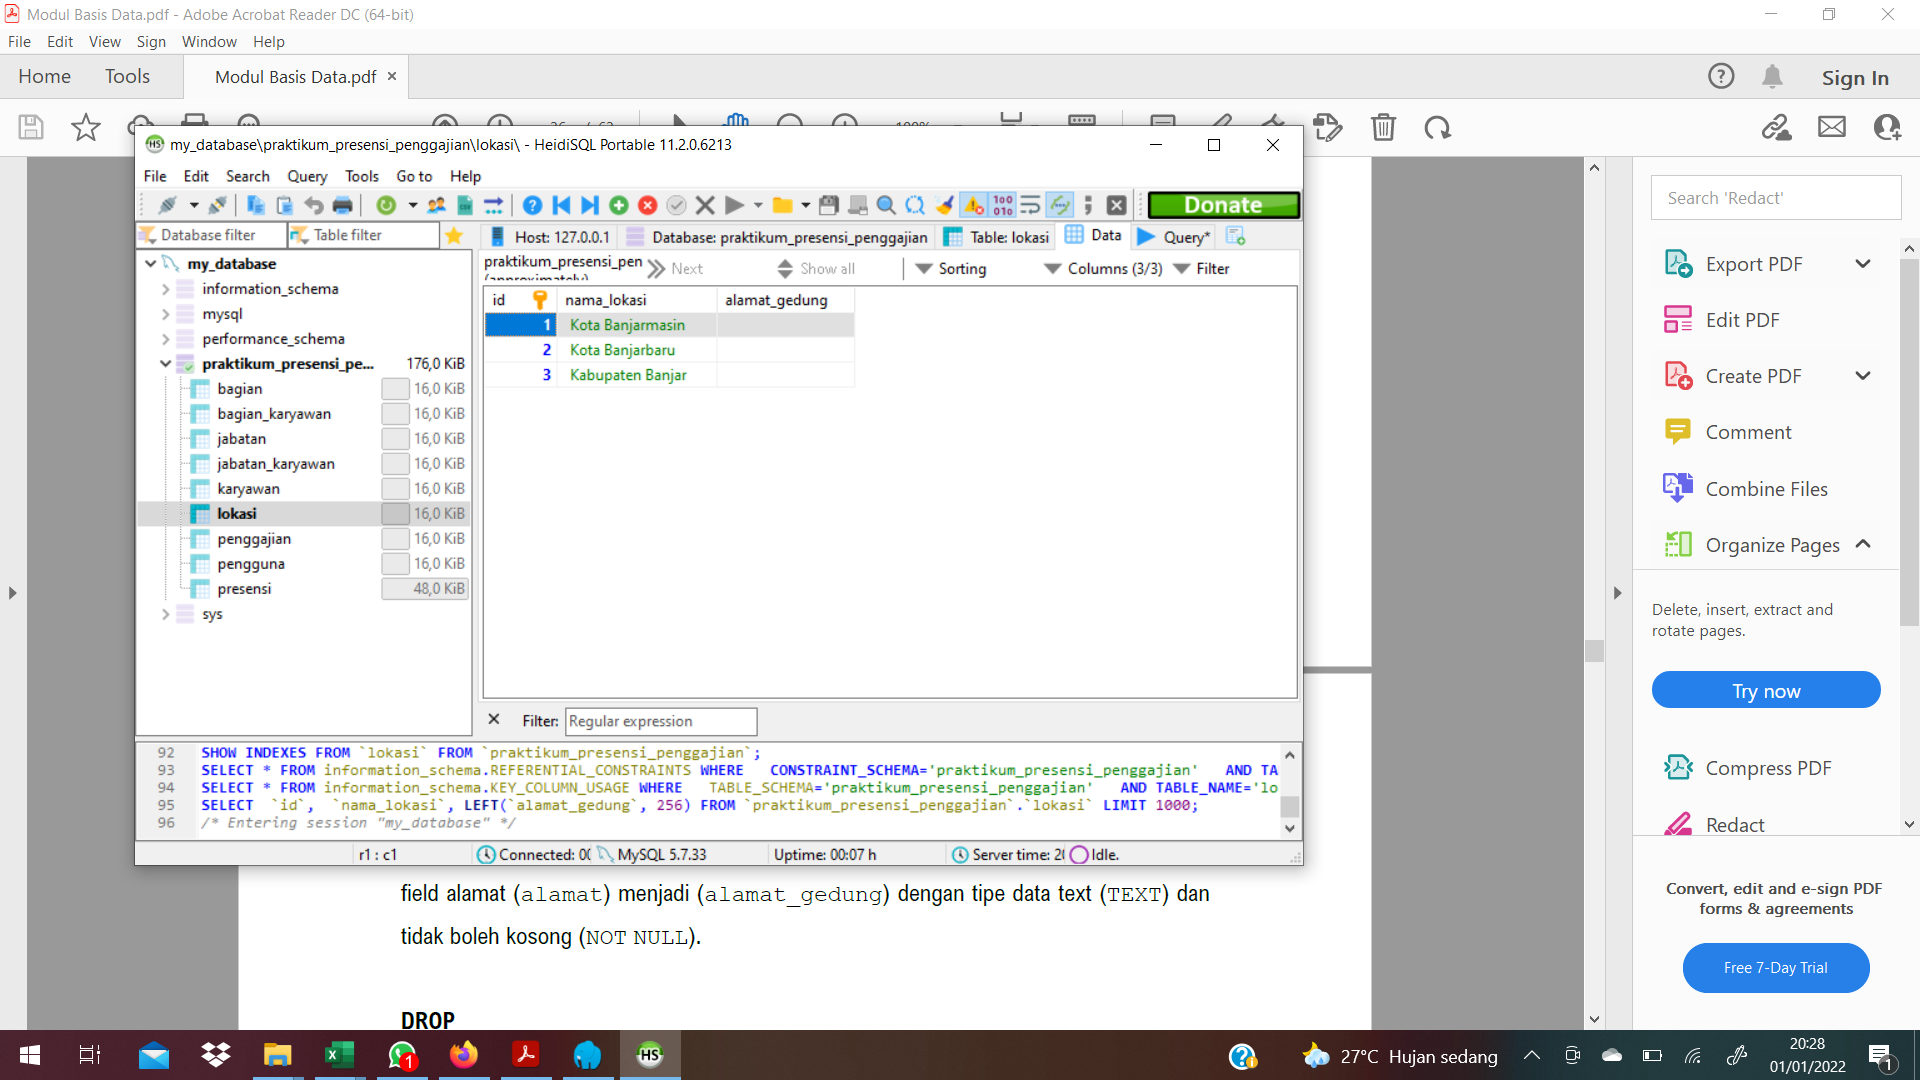 Modul Basis Data.pdf - Adobe Acrobat Reader DC (64-bit)
File Edit View Sign Window Help
Home Tools Modul Basis Data.pdf × Sign In
my_database\praktikum_presensi_penggajian\lokasi\ - HeidiSQL Portable 11.2.0.6213
File Edit Search Query Tools Go to Help
Donate
Database filter Table filter
Host: 127.0.0.1 Database: praktikum_presensi_penggajian Table: lokasi Data Query*
praktikum_presensi_pen Next Show all Sorting Columns (3/3) Filter
my_database
information_schema
mysql
performance_schema
praktikum_presensi_pe... 176,0 KiB
bagian 16,0 KiB
bagian_karyawan 16,0 KiB
jabatan 16,0 KiB
jabatan_karyawan 16,0 KiB
karyawan 16,0 KiB
lokasi 16,0 KiB
penggajian 16,0 KiB
pengguna 16,0 KiB
presensi 48,0 KiB
sys
id nama_lokasi alamat_gedung
1 Kota Banjarmasin
2 Kota Banjarbaru
3 Kabupaten Banjar
Filter: Regular expression
92 SHOW INDEXES FROM `lokasi` FROM `praktikum_presensi_penggajian`;
93 SELECT * FROM information_schema.REFERENTIAL_CONSTRAINTS WHERE CONSTRAINT_SCHEMA='praktikum_presensi_penggajian' AND TA
94 SELECT * FROM information_schema.KEY_COLUMN_USAGE WHERE TABLE_SCHEMA='praktikum_presensi_penggajian' AND TABLE_NAME='lo
95 SELECT `id`, `nama_lokasi`, LEFT(`alamat_gedung`, 256) FROM `praktikum_presensi_penggajian`.`lokasi` LIMIT 1000;
96 /* Entering session "my_database" */
r1 : c1 Connected: 00 MySQL 5.7.33 Uptime: 00:07 h Server time: 20 Idle.
field alamat (alamat) menjadi (alamat_gedung) dengan tipe data text (TEXT) dan
tidak boleh kosong (NOT NULL).
DROP
Search 'Redact'
Export PDF
Edit PDF
Create PDF
Comment
Combine Files
Organize Pages
Delete, insert, extract and
rotate pages.
Try now
Compress PDF
Redact
Convert, edit and e-sign PDF
forms & agreements
Free 7-Day Trial
1 HS 27°C Hujan sedang 20:28
01/01/2022 1